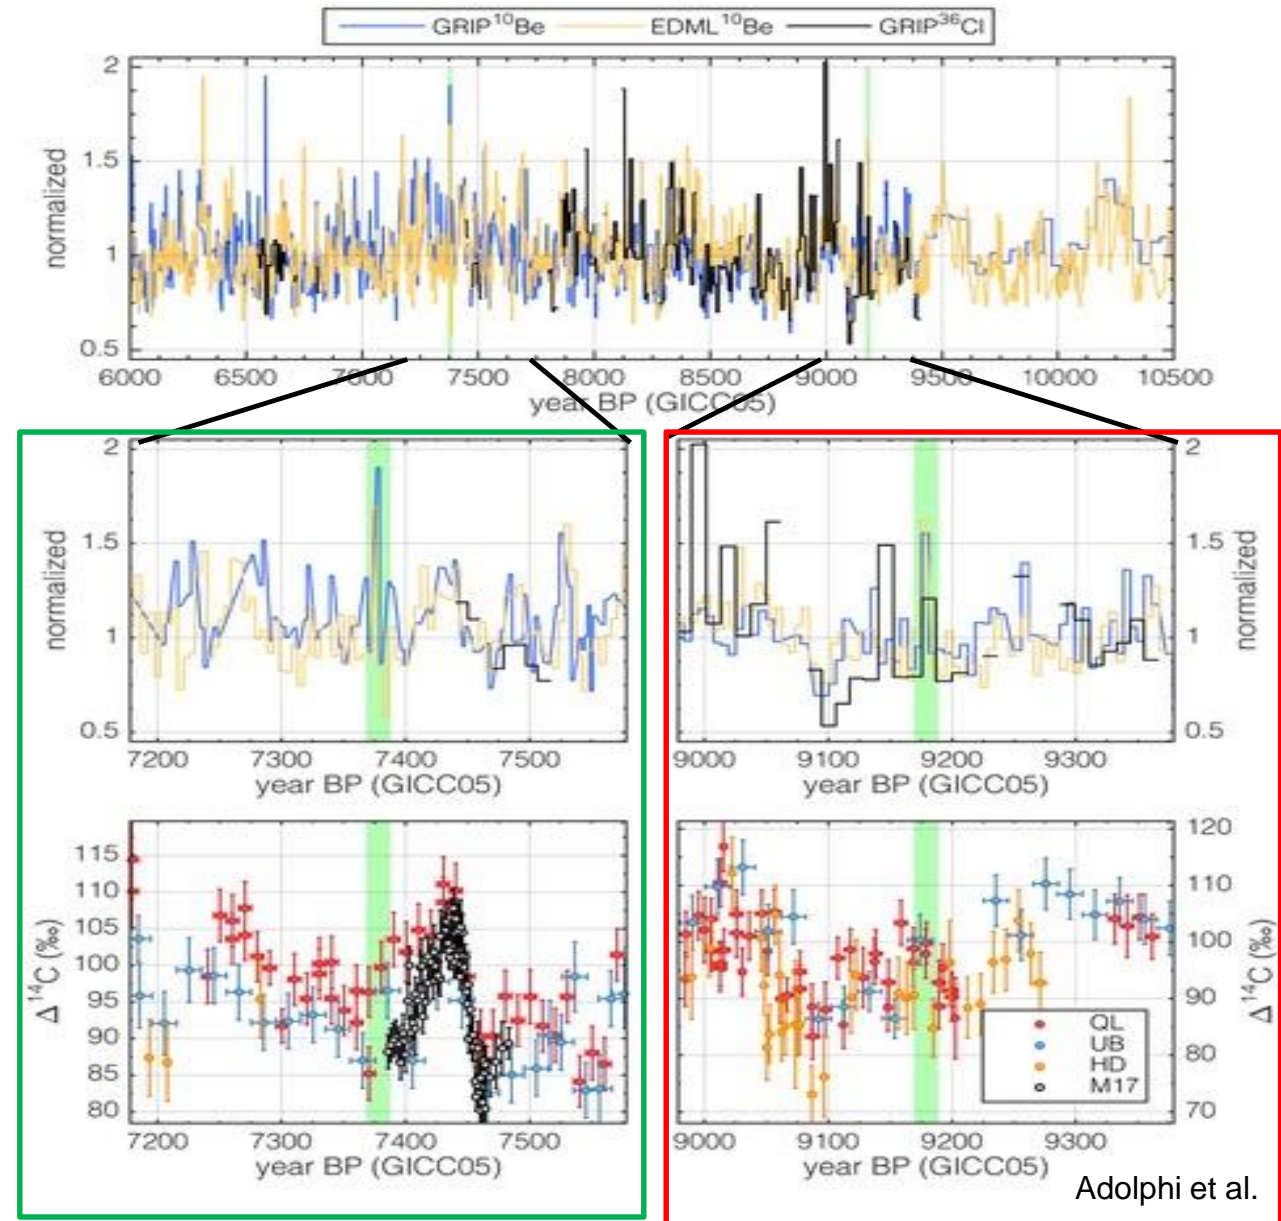 GRIP¹⁰Be EDML¹⁰Be GRIP³⁶Cl
2
1.5
1
0.5
normalized
6000 6500 7000 7500 8000 8500 9000 9500 10000 10500
year BP (GICC05)
2
1.5
1
0.5
normalized
7200 7300 7400 7500
year BP (GICC05)
2
1.5
1
0.5
normalized
9000 9100 9200 9300
year BP (GICC05)
115
110
105
100
95
90
85
80
Δ¹⁴C (‰)
7200 7300 7400 7500
year BP (GICC05)
120
110
100
90
80
70
Δ¹⁴C (‰)
QL
UB
HD
M17
9000 9100 9200 9300
year BP (GICC05)
Adolphi et al.